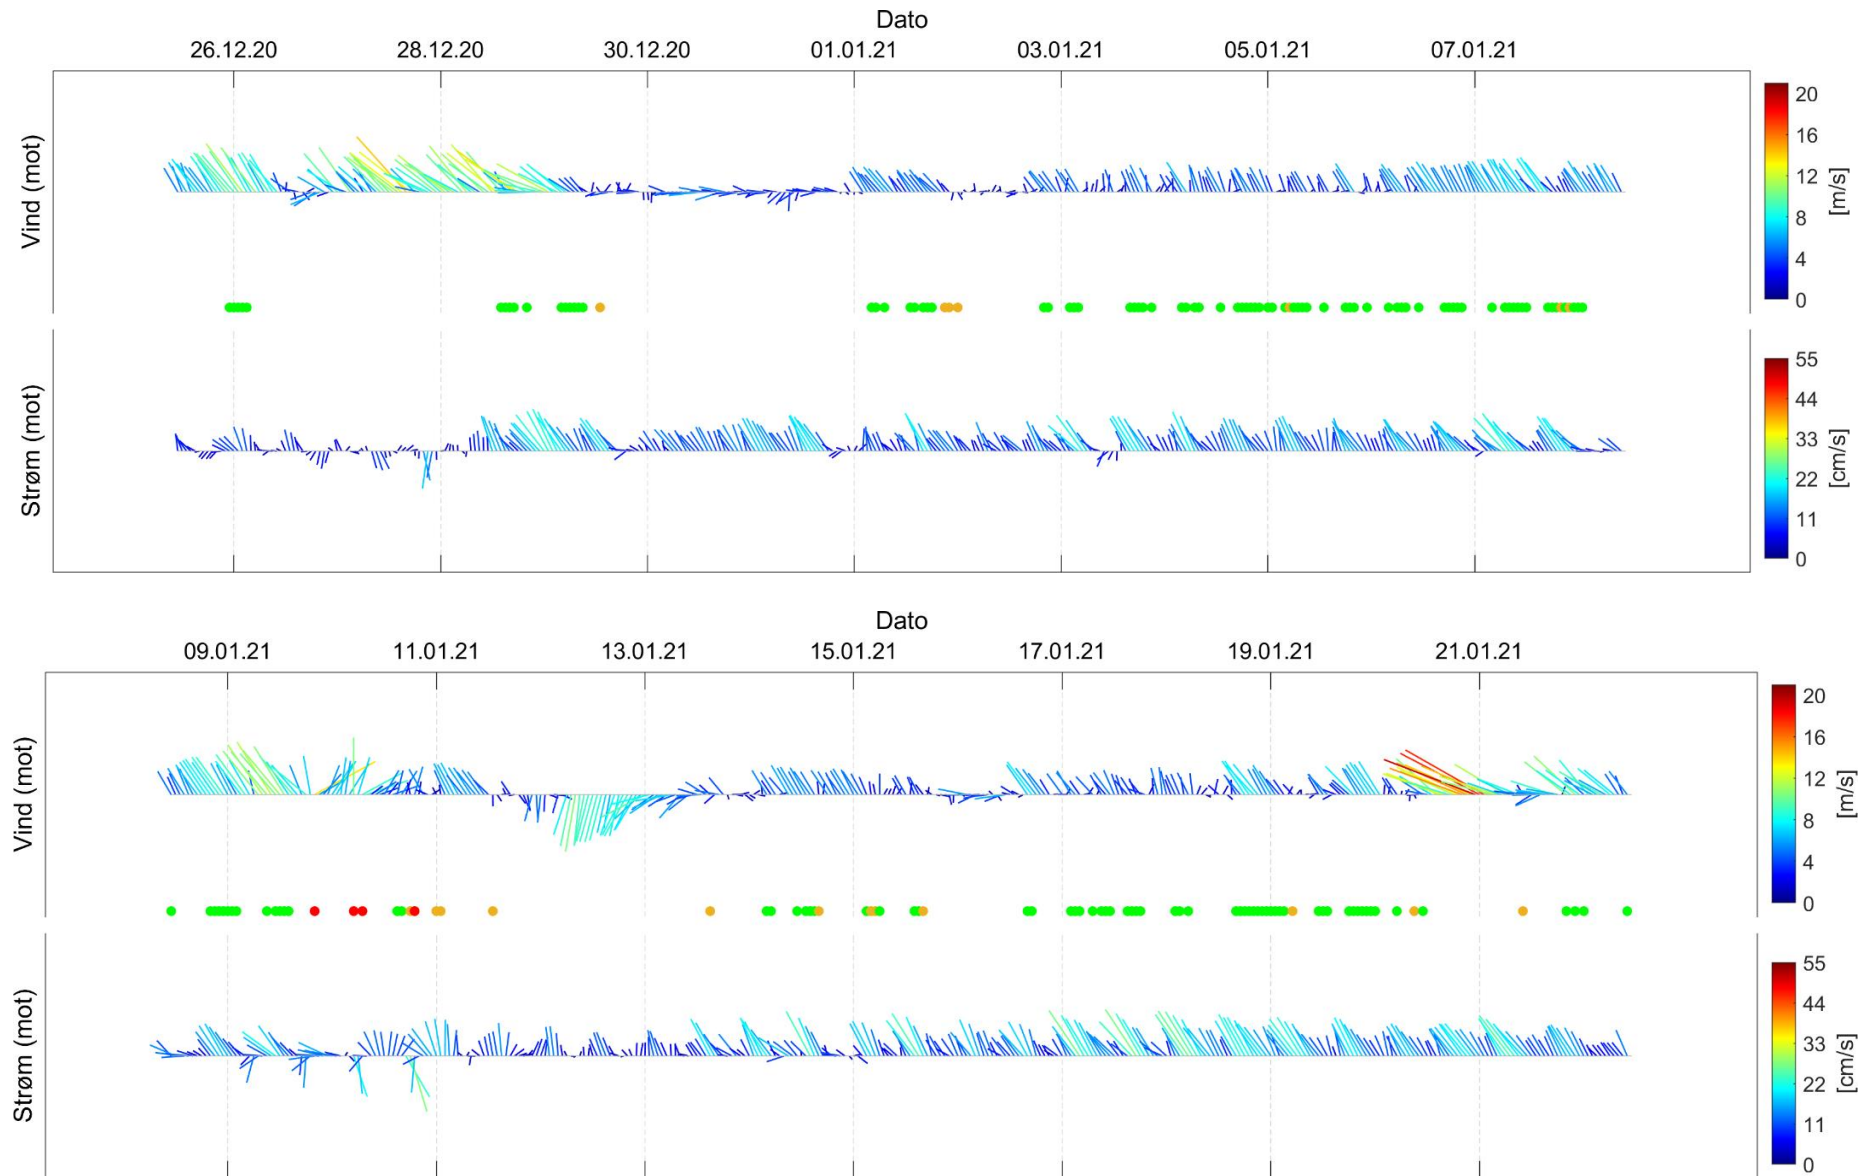 Dato
26.12.20 28.12.20 30.12.20 01.01.21 03.01.21 05.01.21 07.01.21
Vind (mot)
20
16
12
8
4
0
[m/s]
Strøm (mot)
55
44
33
22
11
0
[cm/s]
Dato
09.01.21 11.01.21 13.01.21 15.01.21 17.01.21 19.01.21 21.01.21
Vind (mot)
20
16
12
8
4
0
[m/s]
Strøm (mot)
55
44
33
22
11
0
[cm/s]